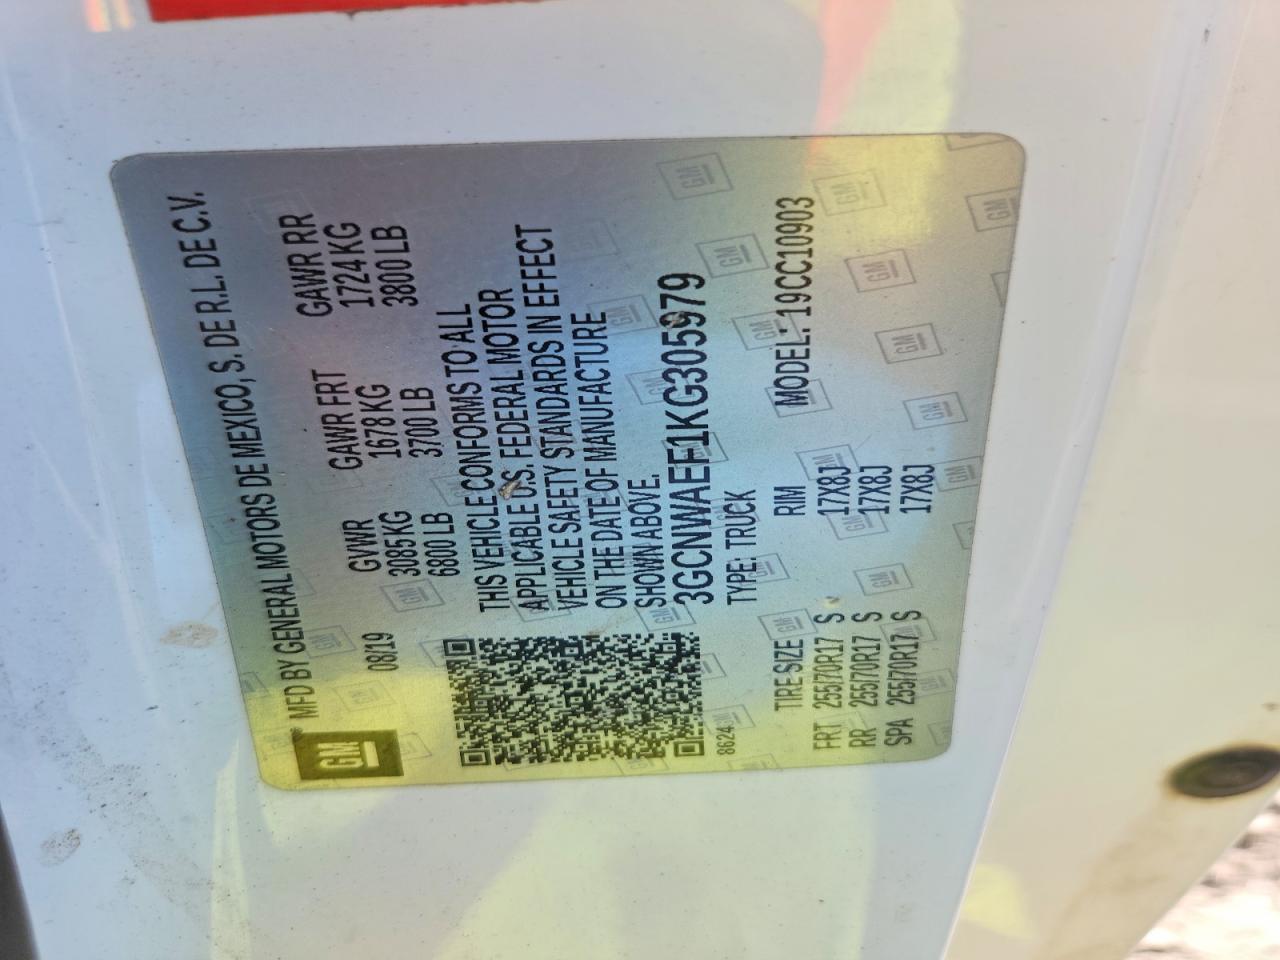 GM
MFD BY GENERAL MOTORS DE MEXICO, S. DE R.L. DE C.V.
08/19 GVWR GAWR FRT GAWR RR
3085 KG 1678 KG 1724 KG
6800 LB 3700 LB 3800 LB
THIS VEHICLE CONFORMS TO ALL
APPLICABLE U.S. FEDERAL MOTOR
VEHICLE SAFETY STANDARDS IN EFFECT
ON THE DATE OF MANUFACTURE
SHOWN ABOVE.
3GCNWAEF1KG305979
8624 TYPE: TRUCK
TIRE SIZE RIM MODEL: 19CC10903
FRT 255/70R17 S 17X8J
RR 255/70R17 S 17X8J
SPA 255/70R17 S 17X8J